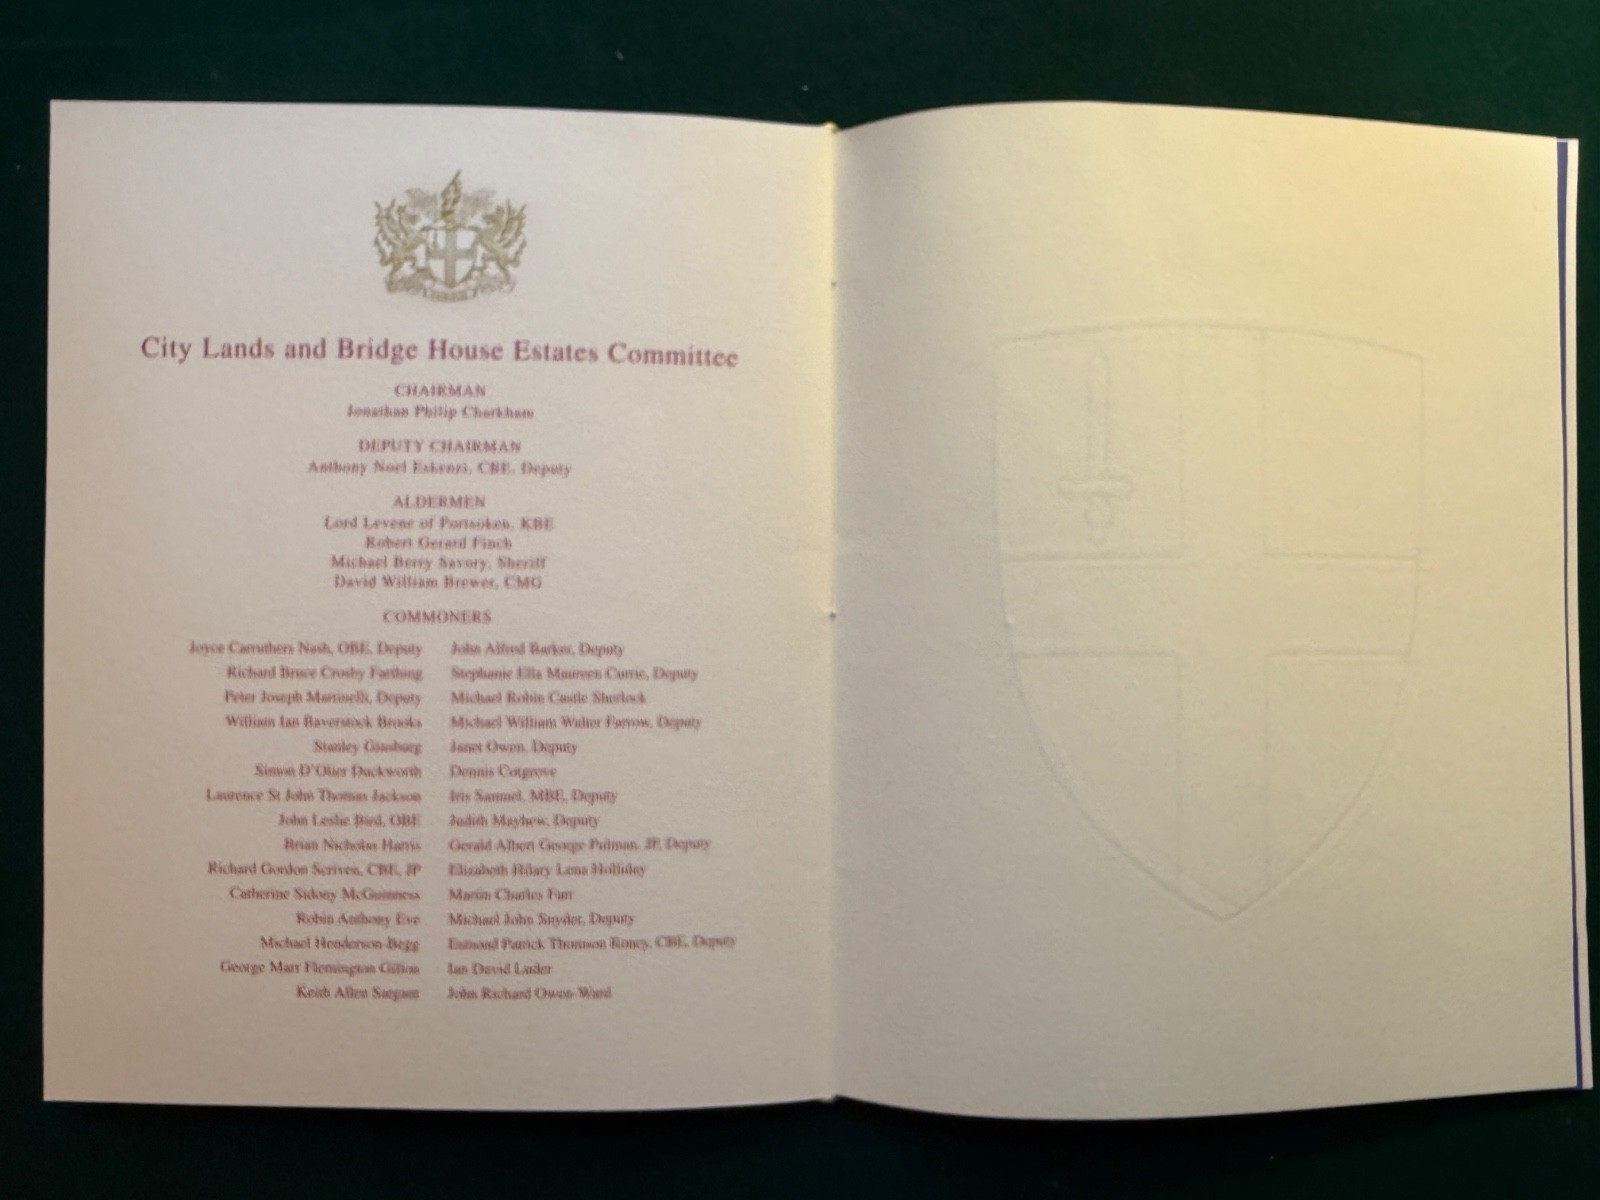 City Lands and Bridge House Estates Committee
CHAIRMAN
Jonathan Philip Charkham
DEPUTY CHAIRMAN
Anthony Noel Eskenzi, CBE, Deputy
ALDERMEN
Lord Levene of Portsoken, KBE
Robert Gerard Finch
Michael Berry Savory, Sheriff
David William Brewer, CMG
COMMONERS
Joyce Carruthers Nash, OBE, Deputy
Richard Bruce Crosby Farthing
Peter Joseph Martinelli, Deputy
William Ian Baverstock Brooks
Stanley Ginsburg
Simon D'Olier Duckworth
Laurence St John Thomas Jackson
John Leslie Bird, OBE
Brian Nicholas Harris
Richard Gordon Scriven, CBE, JP
Catherine Sidony McGuinness
Robin Anthony Eve
Michael Henderson-Begg
George Marr Flemington Gillon
Keith Allen Sargant
John Alfred Barker, Deputy
Stephanie Ella Maureen Currie, Deputy
Michael Robin Castle Sherlock
Michael William Walter Farrow, Deputy
Janet Owen, Deputy
Dennis Cotgrove
Iris Samuel, MBE, Deputy
Judith Mayhew, Deputy
Gerald Albert George Pulman, JP, Deputy
Elizabeth Hilary Lena Holliday
Martin Charles Farr
Michael John Snyder, Deputy
Esmond Patrick Thomson Roney, CBE, Deputy
Ian David Luder
John Richard Owen-Ward